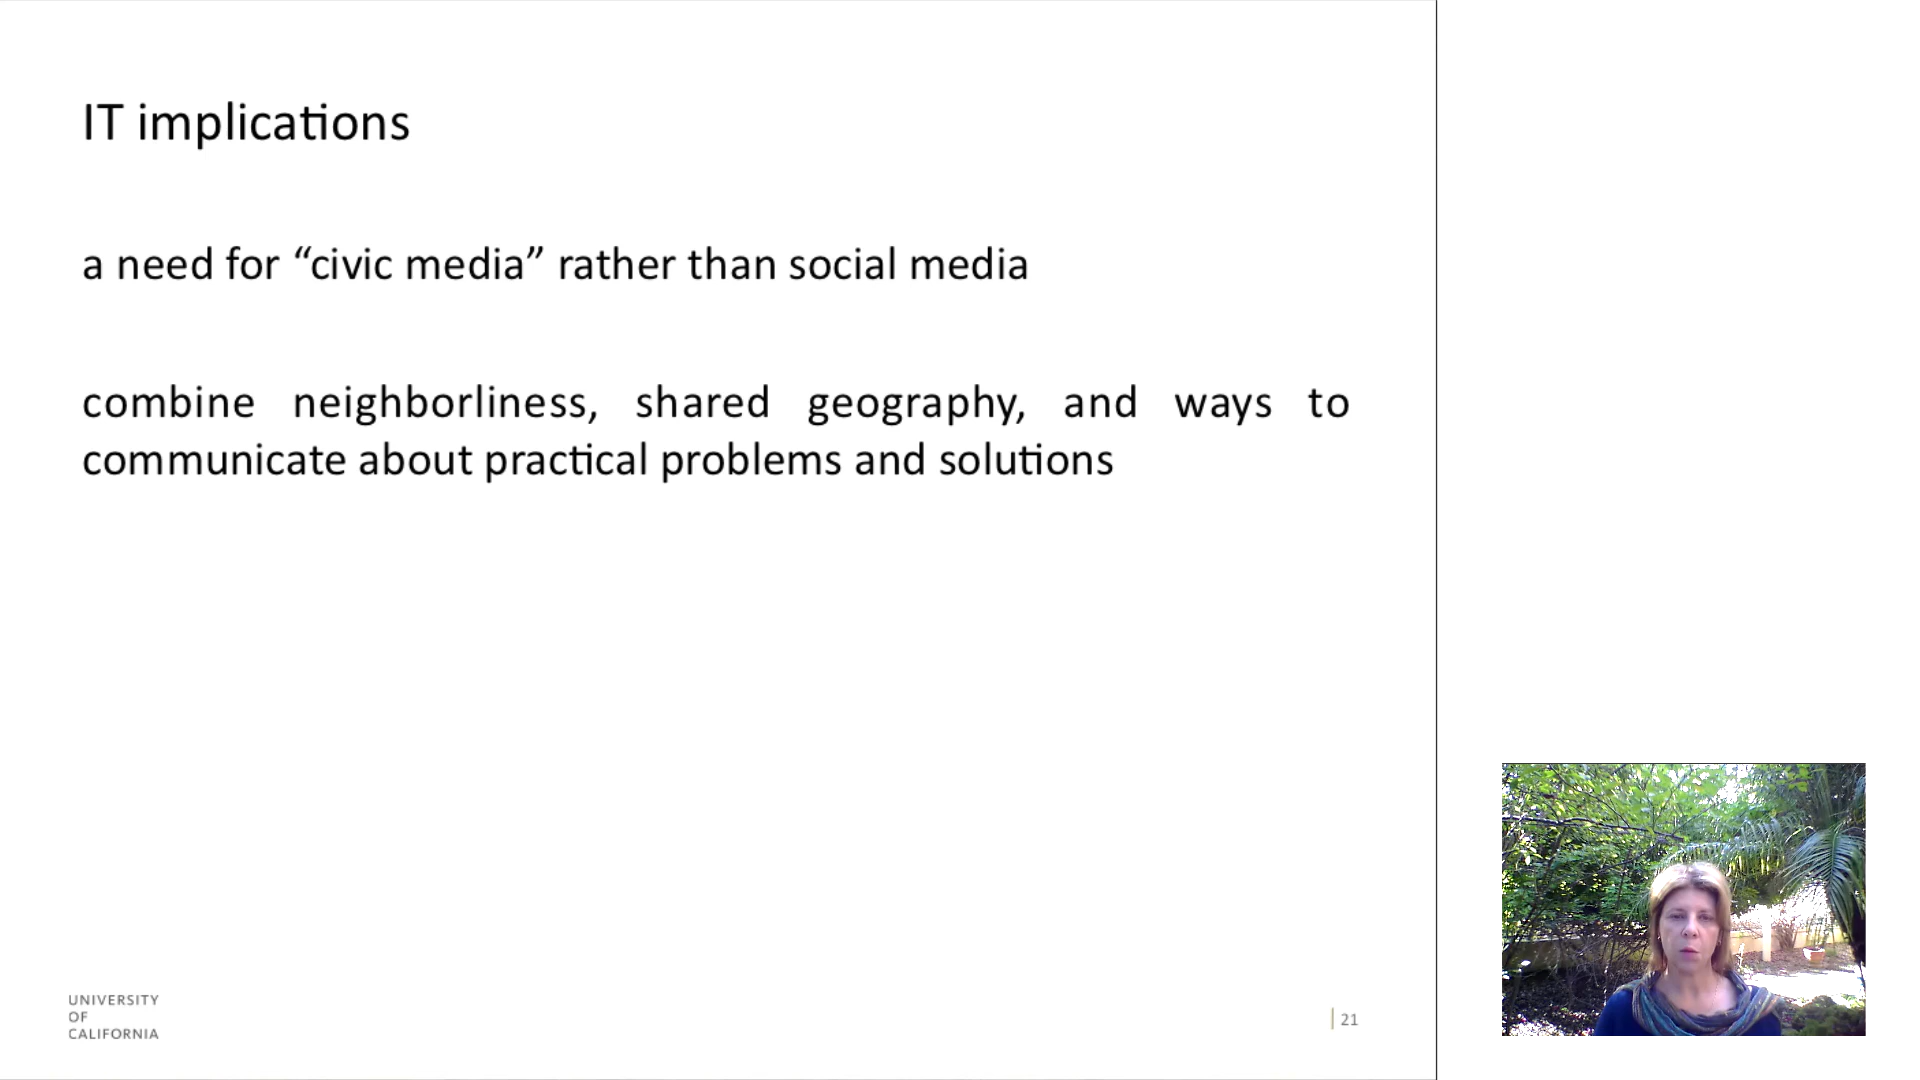 IT implications
a need for “civic media” rather than social media
combine neighborliness, shared geography, and ways to
communicate about practical problems and solutions
UNIVERSITY
OF
CALIFORNIA
21